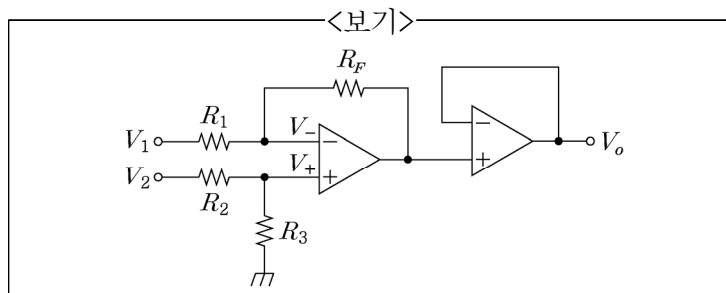 <보기>
R_F
R_1
V_1
V_-
−
V_+
+
V_2
R_2
R_3
−
+
V_o